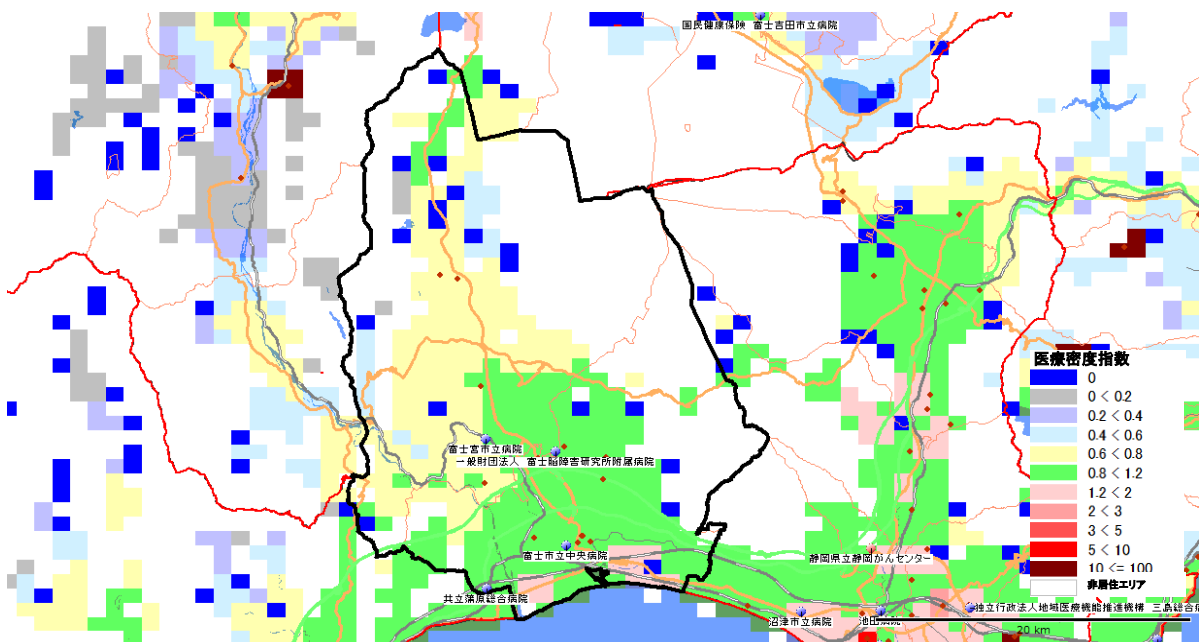 国民健康保険 富士吉田市立病院
医療密度指数
0
0 < 0.2
0.2 < 0.4
0.4 < 0.6
0.6 < 0.8
0.8 < 1.2
1.2 < 2
2 < 3
3 < 5
5 < 10
10 <= 100
非居住エリア
富士宮市立病院
一般財団法人 富士脳障害研究所附属病院
富士市立中央病院
静岡県立静岡がんセンター
共立蒲原総合病院
沼津市立病院
池田病院
独立行政法人地域医療機能推進機構 三島総合病
20 km